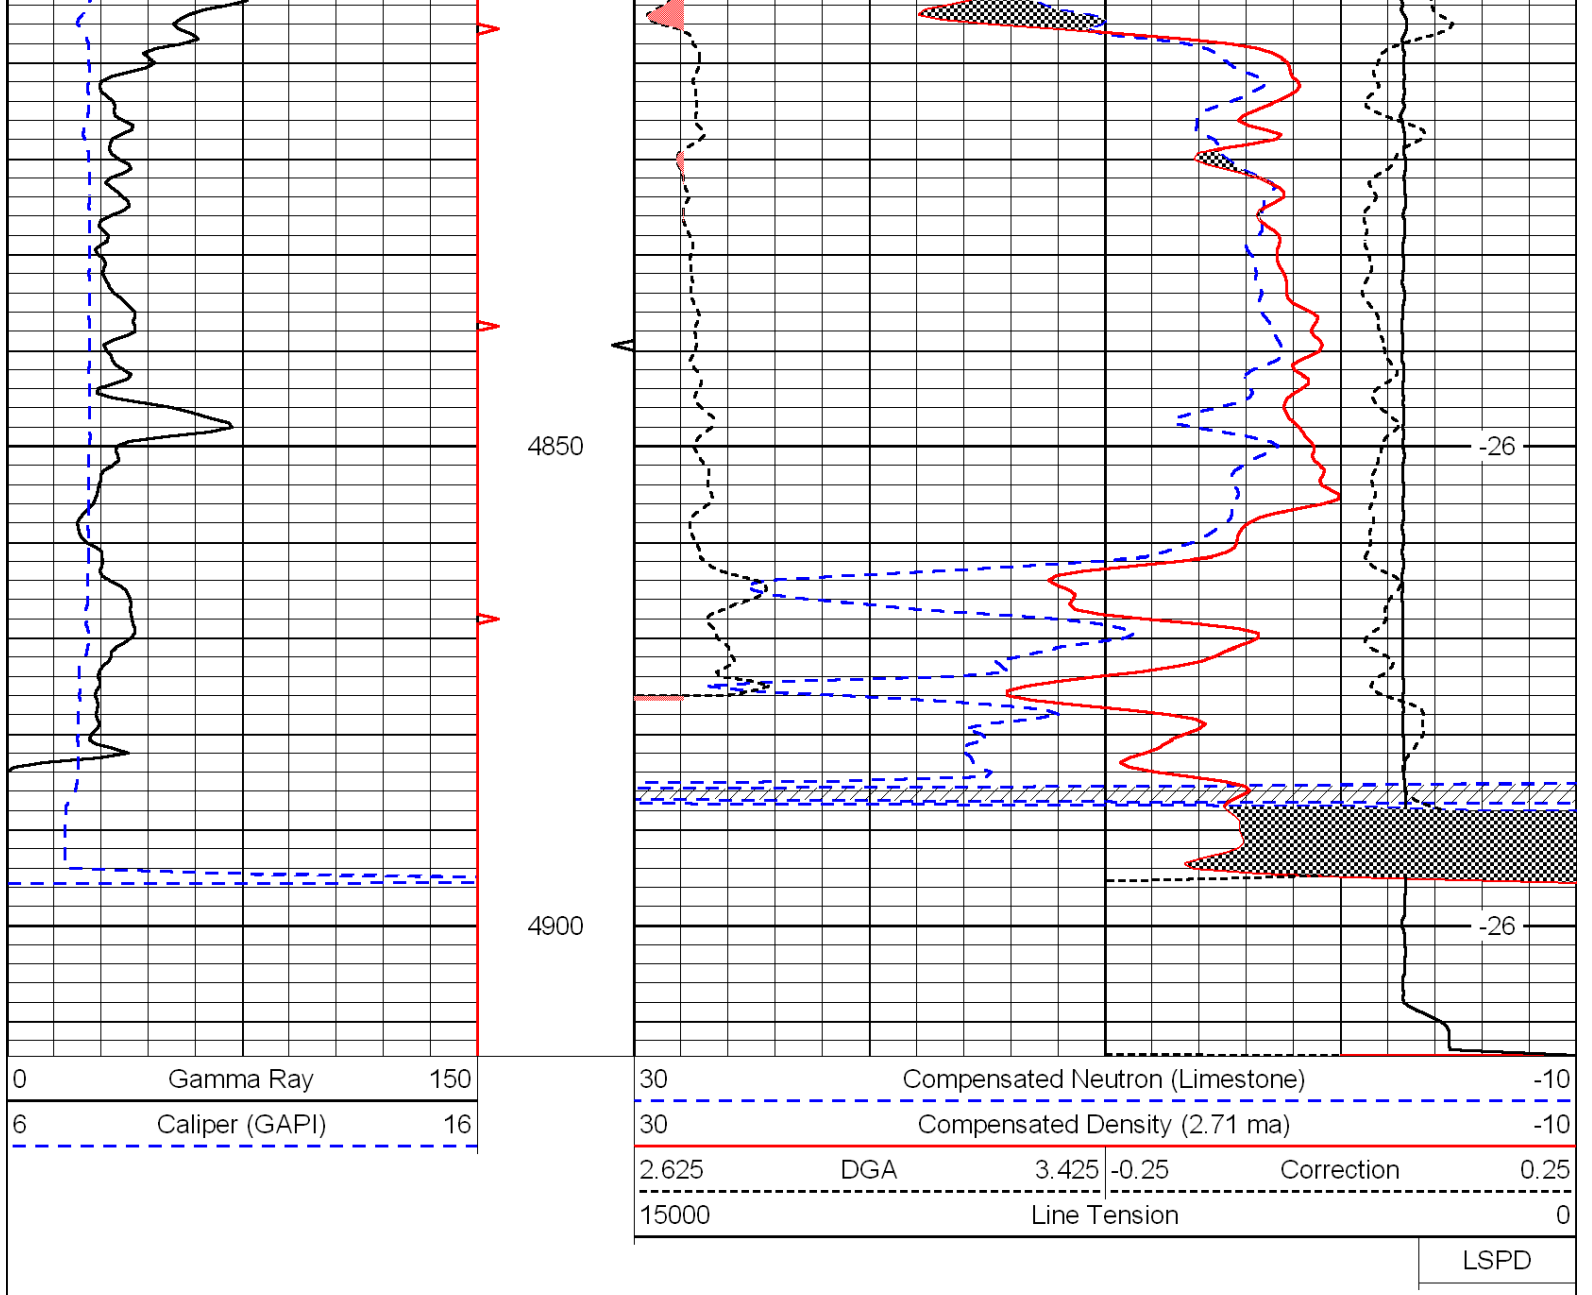 4850 -26
4900 -26
0 Gamma Ray 150
6 Caliper (GAPI) 16
30 Compensated Neutron (Limestone) -10
30 Compensated Density (2.71 ma) -10
2.625 DGA 3.425 -0.25 Correction 0.25
15000 Line Tension 0
LSPD